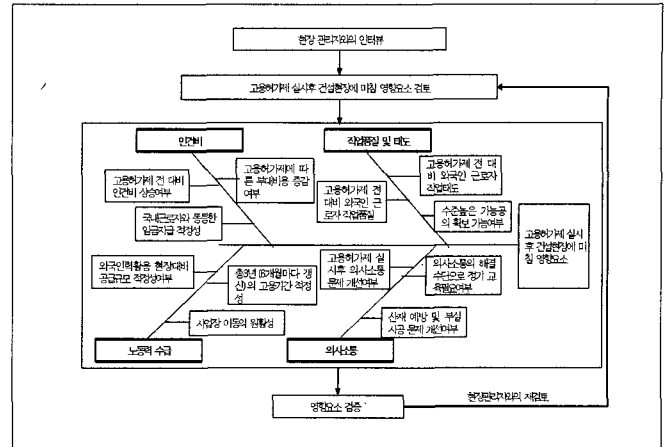 현장 관리자와의 인터뷰
고용허가제 실시후 건설현장에 미칠 영향요소 검토
인건비
작업품질 및 태도
고용허가제 전 대비
인건비 상승여부
고용허가제에 따
른 부대비용 증감
여부
국내근로자와 동등한
임금지급 적정성
고용허가제 전
대비 외국인 근
로자 작업품질
고용허가제 전 대
비 외국인 근로자
작업태도
수준높은 기능공
의 확보 가능여부
고용허가제 실시
후 건설현장에 미
칠 영향요소
외국인력활용 현장대비
공급규모 적정성여부
총3년 (6개월마다 갱
신)의 고용기간 적정
성
사업장 이동의 원활성
고용허가제 실
시후 의사소통
문제 개선여부
의사소통의 해결
수단으로 정기 교
육필요여부
산재 예방 및 부실
시공 문제 개선여부
노동력 수급
의사소통
영향요소 검증
현장관리자와의 재검토